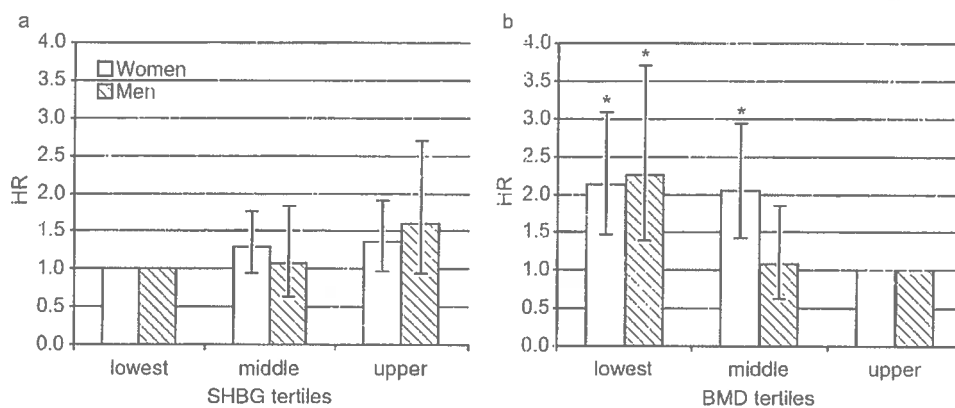 a
4.0
3.5
3.0
2.5
2.0
1.5
1.0
0.5
0.0
HR
Women
Men
lowest middle upper
SHBG tertiles
b
4.0
3.5
3.0
2.5
2.0
1.5
1.0
0.5
0.0
HR
* * *
lowest middle upper
BMD tertiles